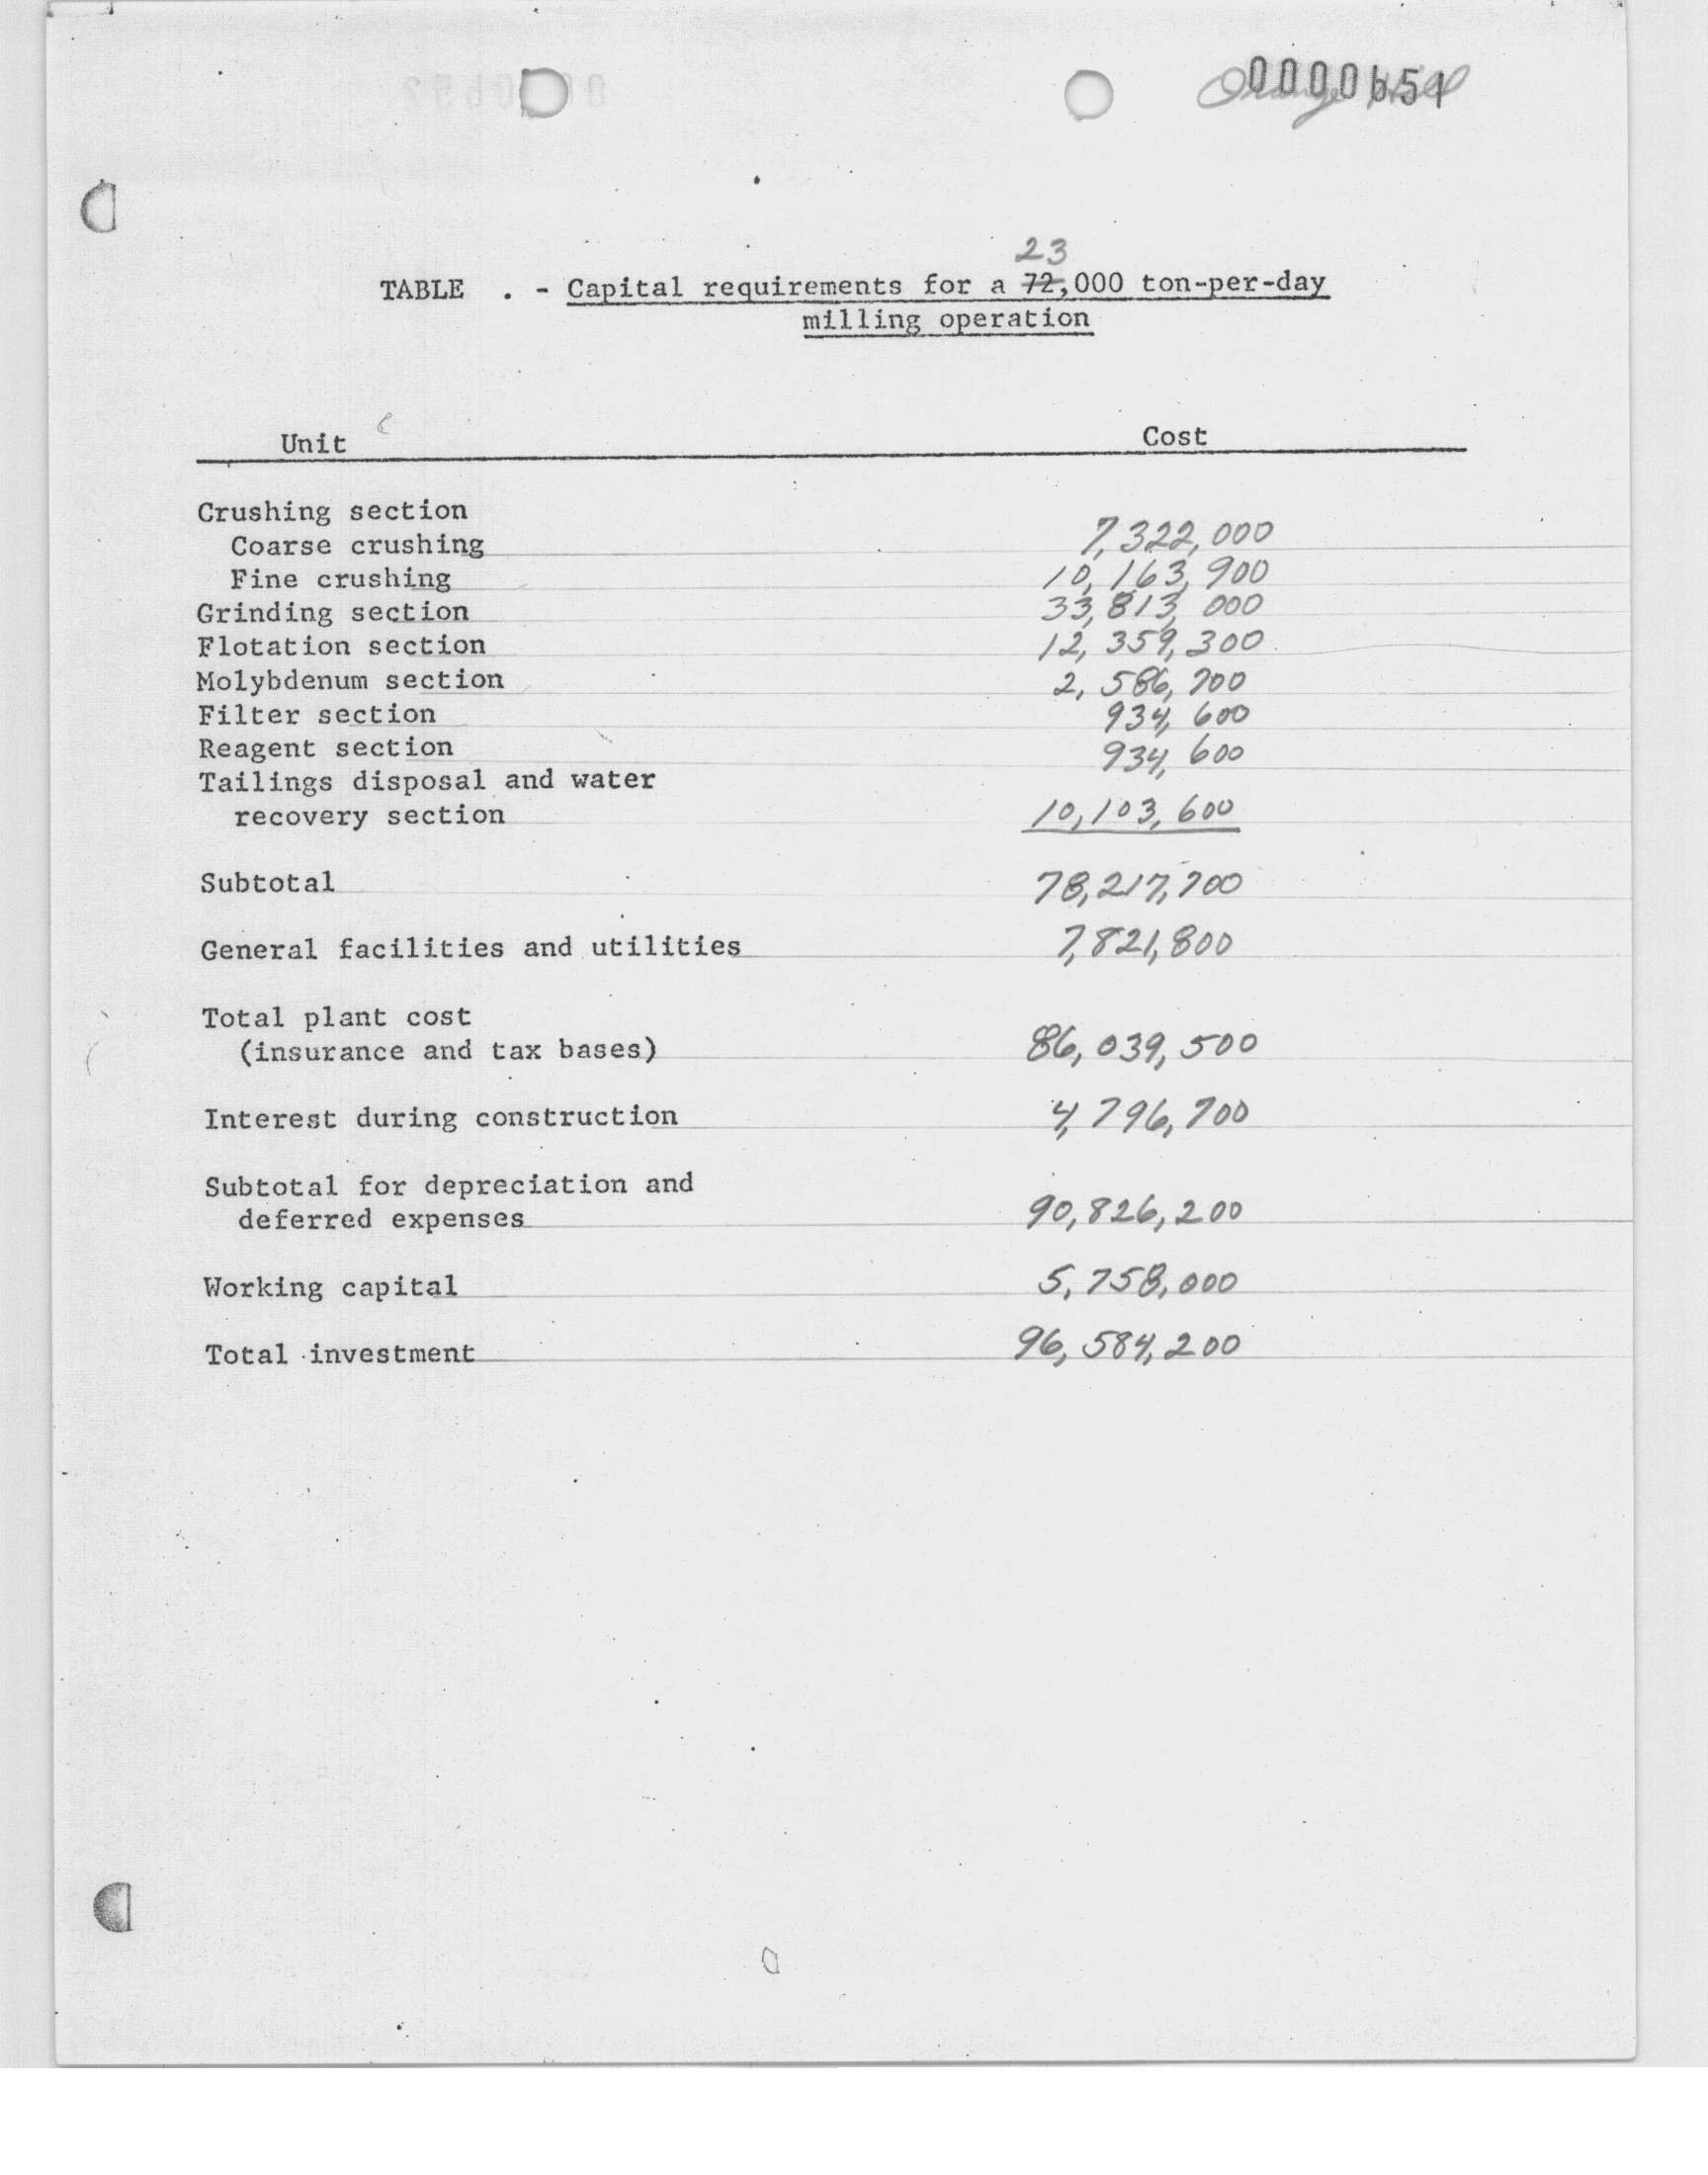 0000651
Orange Hill
23
TABLE . - Capital requirements for a 72,000 ton-per-day
milling operation
Unit Cost
Crushing section
Coarse crushing 7,322,000
Fine crushing 10,163,900
Grinding section 33,813,000
Flotation section 12,359,300
Molybdenum section 2,586,700
Filter section 934,600
Reagent section 934,600
Tailings disposal and water
recovery section 10,103,600
Subtotal 78,217,700
General facilities and utilities 7,821,800
Total plant cost
(insurance and tax bases) 86,039,500
Interest during construction 4,796,700
Subtotal for depreciation and
deferred expenses 90,826,200
Working capital 5,758,000
Total investment 96,584,200